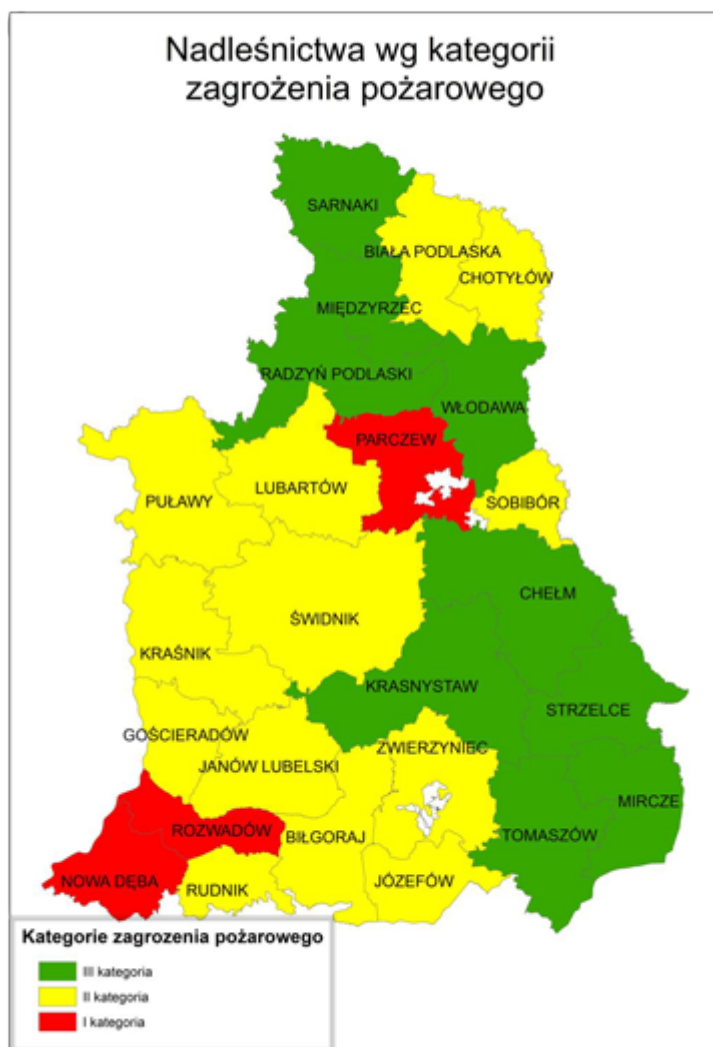 Nadleśnictwa wg kategorii
zagrożenia pożarowego
SARNAKI
BIAŁA PODLASKA
CHOTYŁÓW
MIĘDZYRZEC
RADZYŃ PODLASKI
WŁODAWA
PARCZEW
LUBARTÓW
PUŁAWY
SOBIBÓR
CHEŁM
ŚWIDNIK
KRAŚNIK
KRASNYSTAW
STRZELCE
GOŚCIERADÓW
ZWIERZYNIEC
JANÓW LUBELSKI
MIRCZE
ROZWADÓW
BIŁGORAJ
TOMASZÓW
NOWA DĘBA
RUDNIK
JÓZEFÓW
Kategorie zagrozenia pożarowego
III kategoria
II kategoria
I kategoria